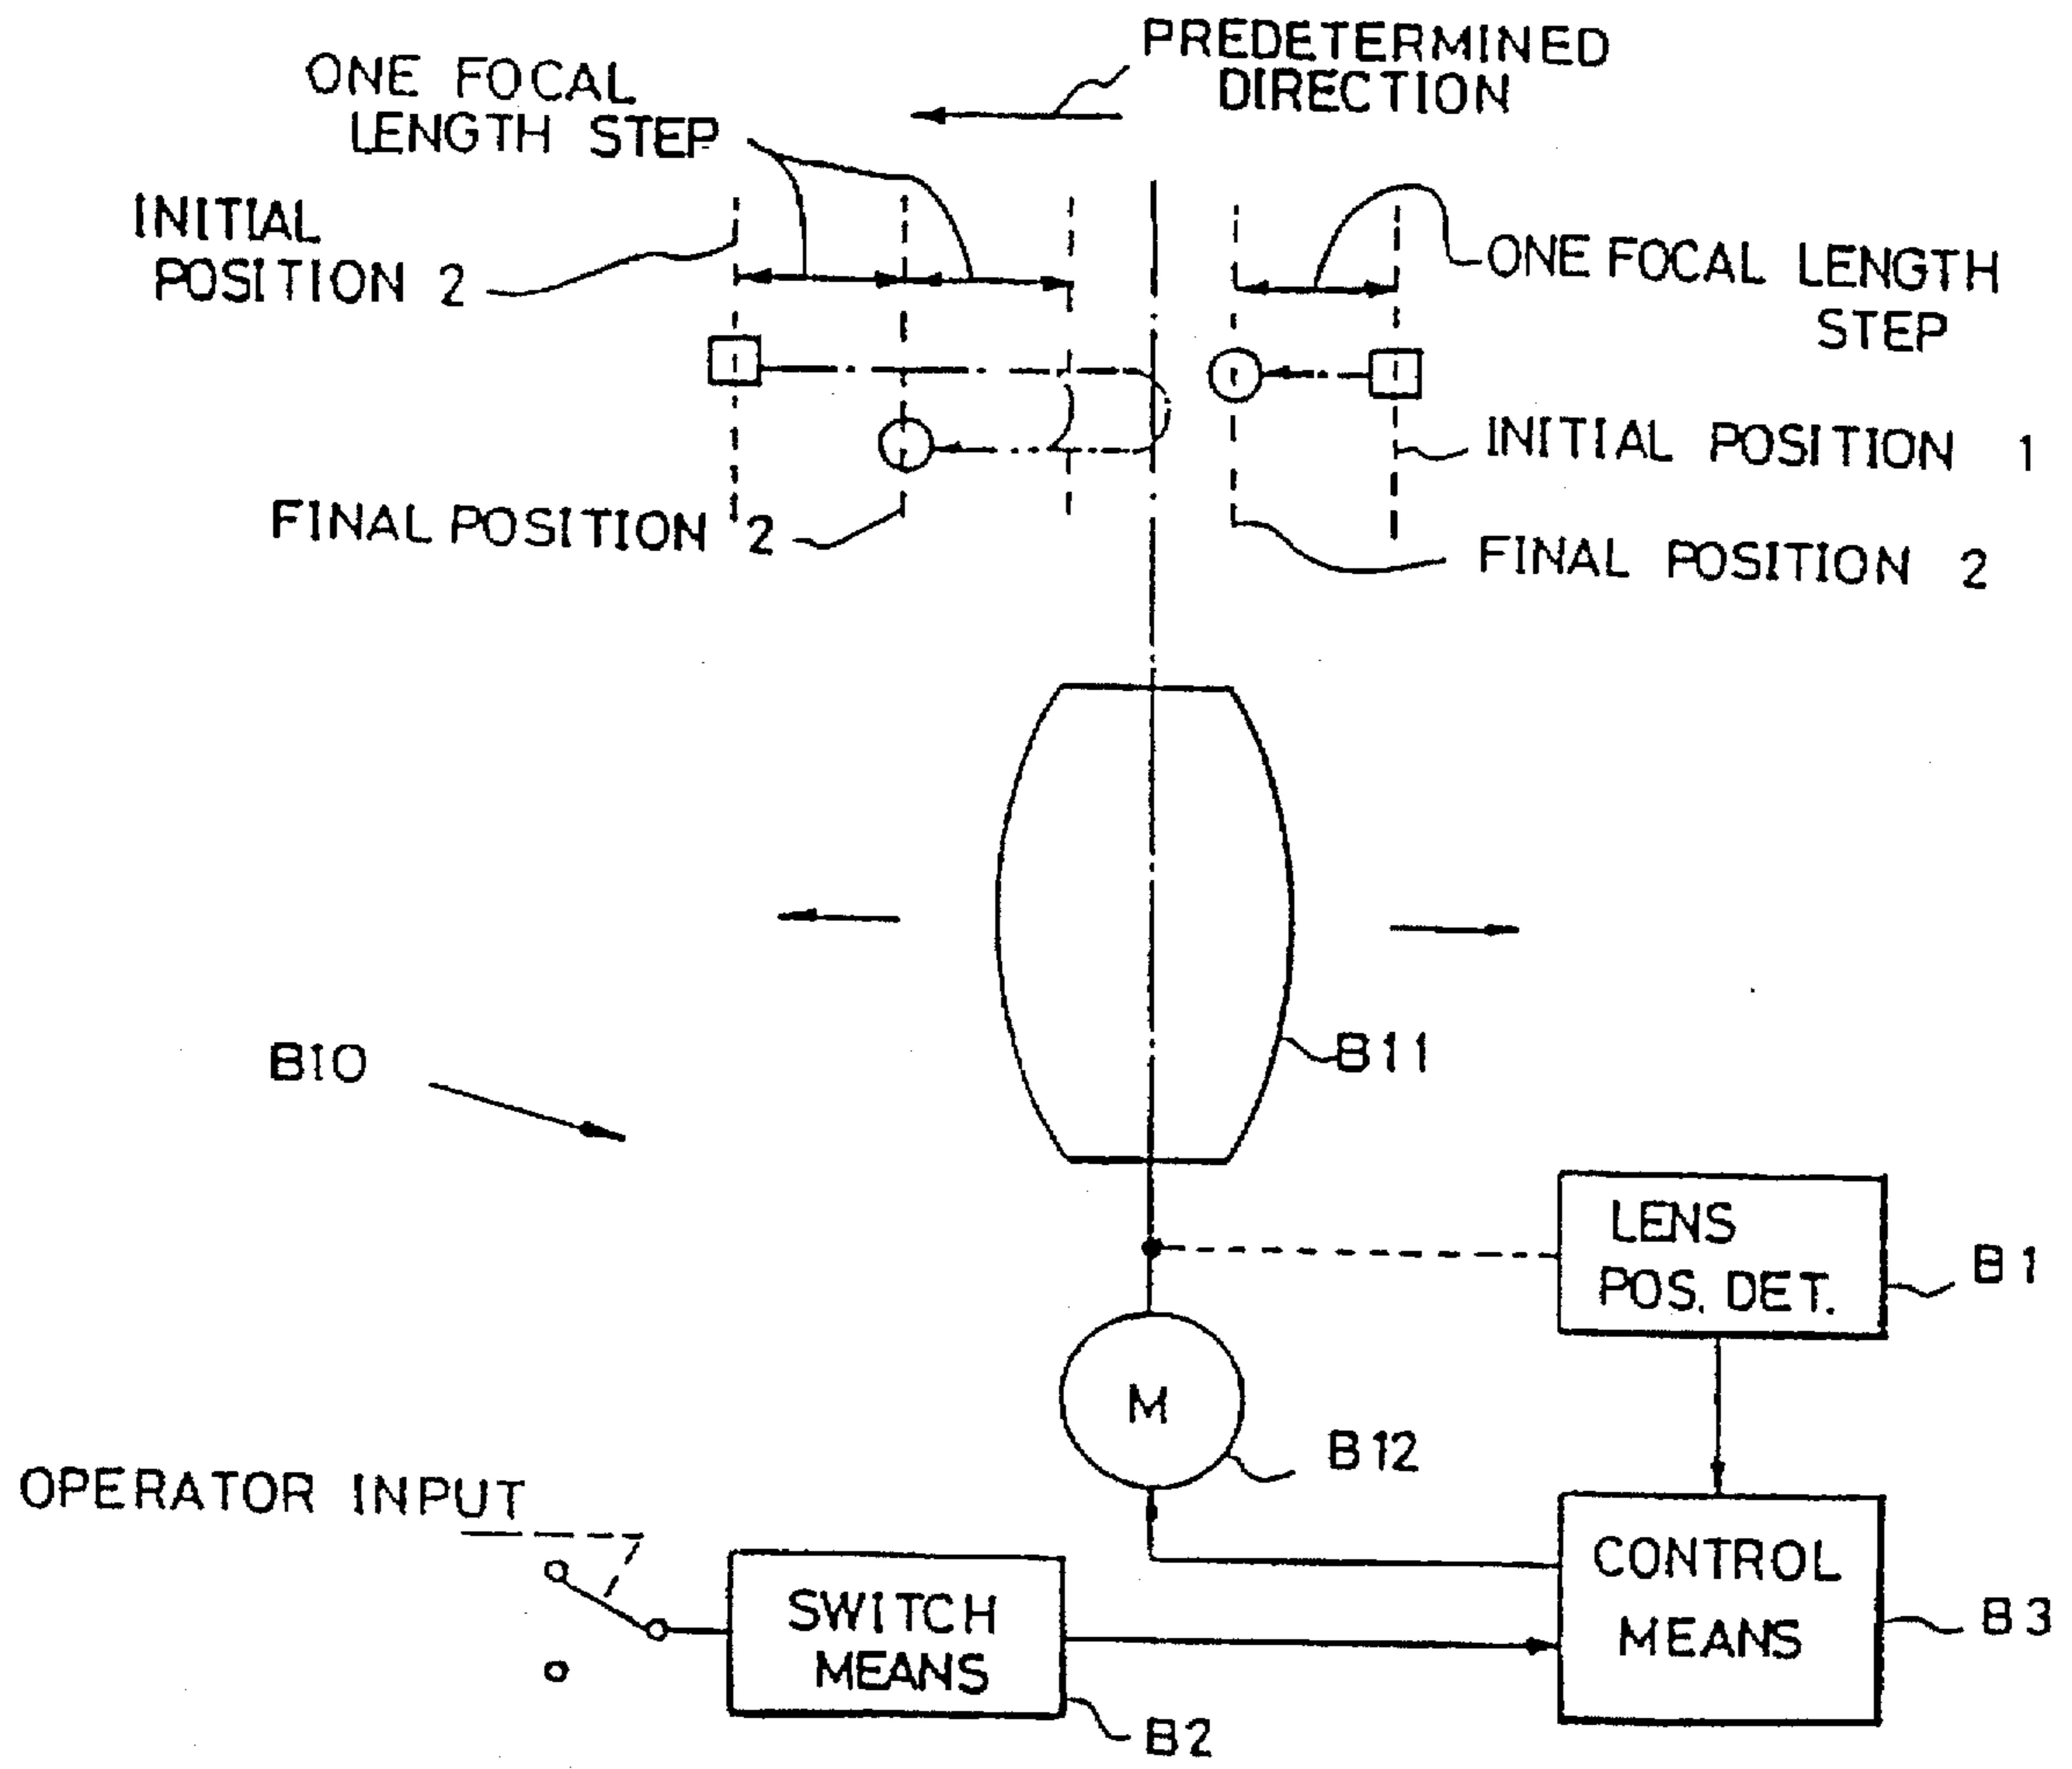 PREDETERMINED
DIRECTION
ONE FOCAL
LENGTH STEP
INITIAL
POSITION 2
ONE FOCAL LENGTH
STEP
INITIAL POSITION 1
FINAL POSITION 2
FINAL POSITION 2
B10
B11
LENS
POS. DET.
B1
M
B12
OPERATOR INPUT
CONTROL
MEANS
B3
SWITCH
MEANS
B2